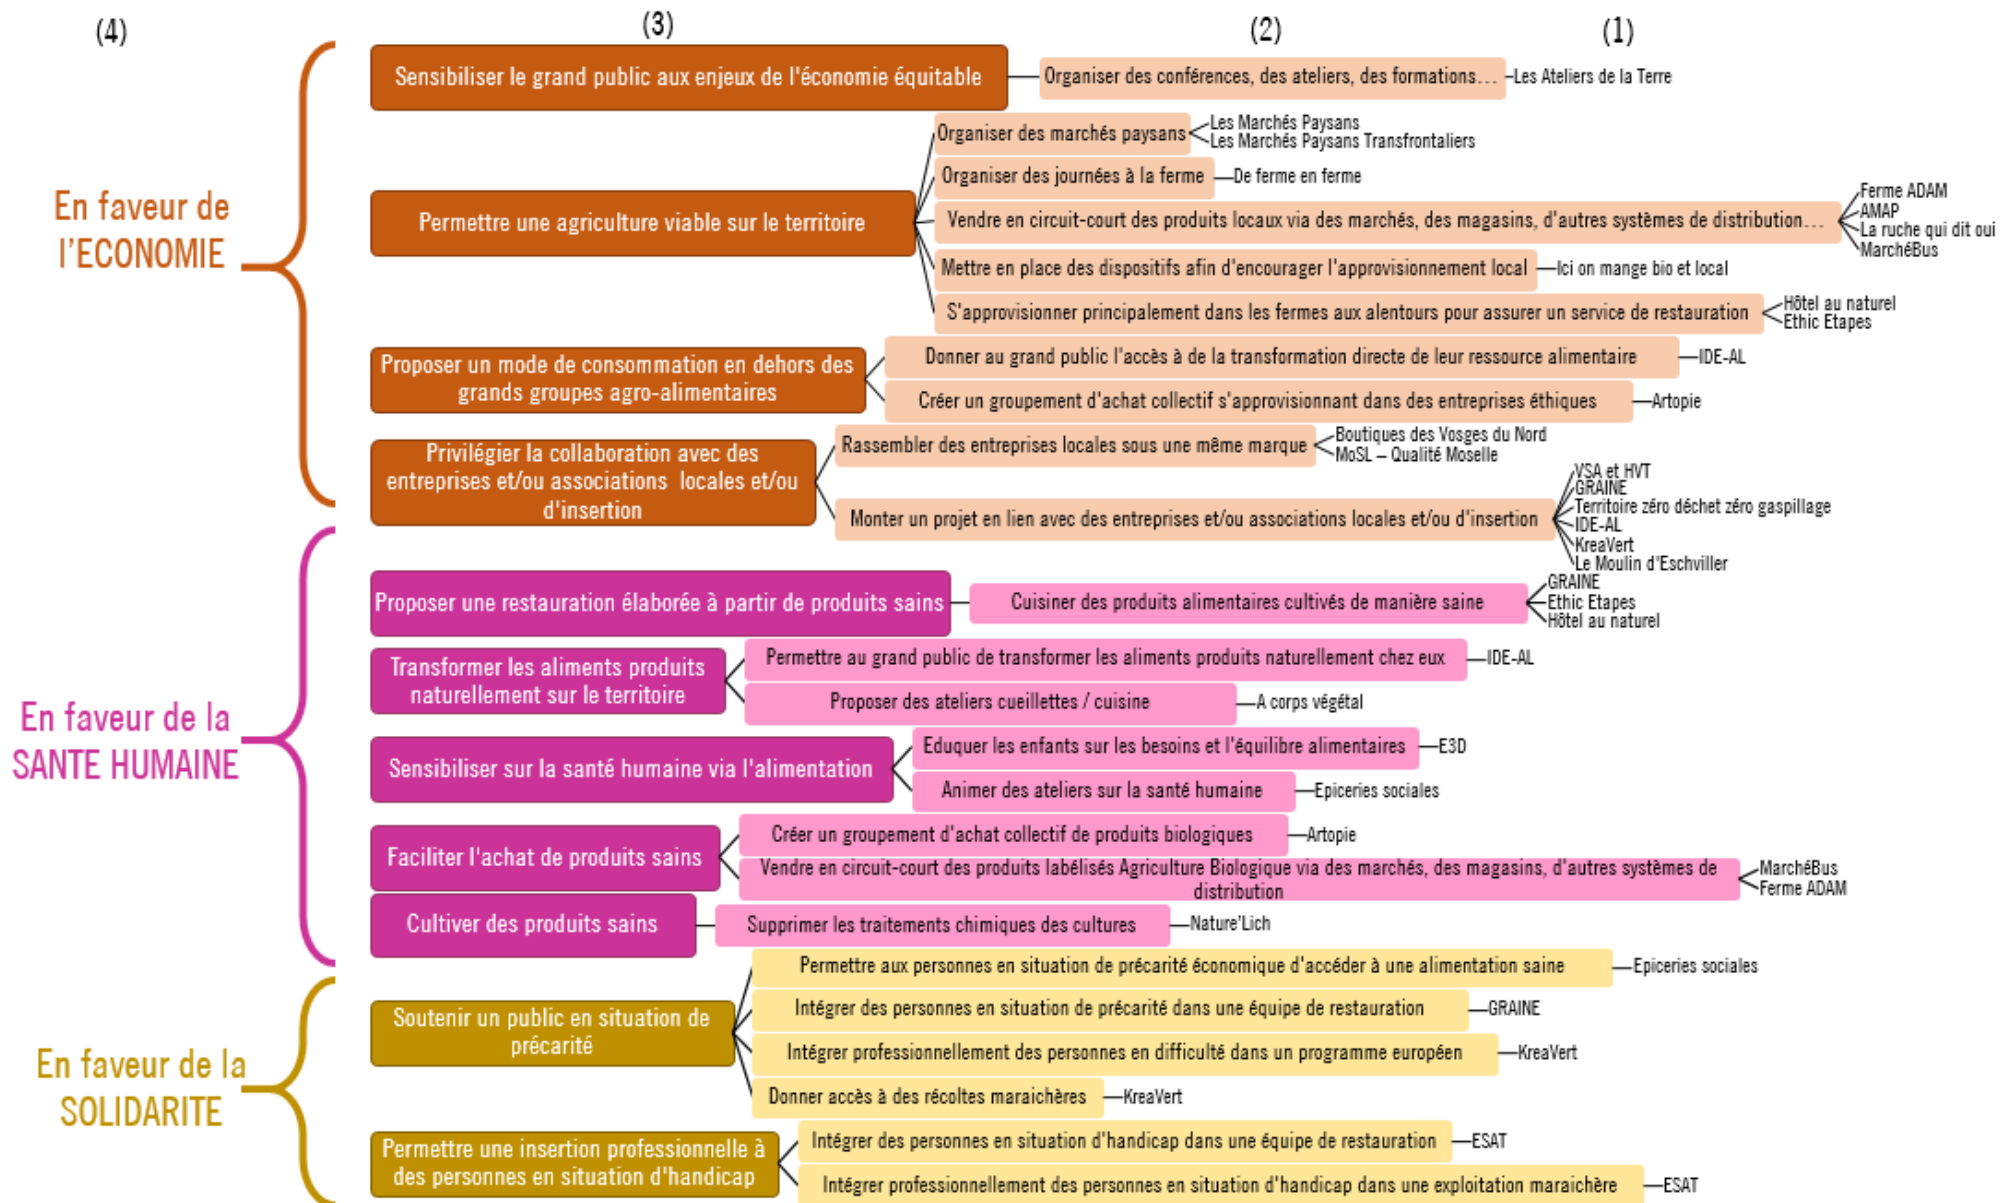 (4)
(3)
(2)
(1)
En faveur de
l'ECONOMIE
Sensibiliser le grand public aux enjeux de l'économie équitable
Organiser des conférences, des ateliers, des formations...
Les Ateliers de la Terre
Permettre une agriculture viable sur le territoire
Organiser des marchés paysans
Les Marchés Paysans
Les Marchés Paysans Transfrontaliers
Organiser des journées à la ferme
De ferme en ferme
Vendre en circuit-court des produits locaux via des marchés, des magasins, d'autres systèmes de distribution...
Ferme ADAM
AMAP
La ruche qui dit oui
MarchéBus
Mettre en place des dispositifs afin d'encourager l'approvisionnement local
Ici on mange bio et local
S'approvisionner principalement dans les fermes aux alentours pour assurer un service de restauration
Hôtel au naturel
Ethic Etapes
Proposer un mode de consommation en dehors des
grands groupes agro-alimentaires
Donner au grand public l'accès à de la transformation directe de leur ressource alimentaire
IDE-AL
Créer un groupement d'achat collectif s'approvisionnant dans des entreprises éthiques
Artopie
Privilégier la collaboration avec des
entreprises et/ou associations locales et/ou
d'insertion
Rassembler des entreprises locales sous une même marque
Boutiques des Vosges du Nord
MoSL – Qualité Moselle
Monter un projet en lien avec des entreprises et/ou associations locales et/ou d'insertion
VSA et HVT
GRAINE
Territoire zéro déchet zéro gaspillage
IDE-AL
KreaVert
Le Moulin d'Eschviller
En faveur de la
SANTE HUMAINE
Proposer une restauration élaborée à partir de produits sains
Cuisiner des produits alimentaires cultivés de manière saine
GRAINE
Ethic Etapes
Hôtel au naturel
Transformer les aliments produits
naturellement sur le territoire
Permettre au grand public de transformer les aliments produits naturellement chez eux
IDE-AL
Proposer des ateliers cueillettes / cuisine
A corps végétal
Sensibiliser sur la santé humaine via l'alimentation
Eduquer les enfants sur les besoins et l'équilibre alimentaires
E3D
Animer des ateliers sur la santé humaine
Epiceries sociales
Faciliter l'achat de produits sains
Créer un groupement d'achat collectif de produits biologiques
Artopie
Vendre en circuit-court des produits labélisés Agriculture Biologique via des marchés, des magasins, d'autres systèmes de
distribution
MarchéBus
Ferme ADAM
Cultiver des produits sains
Supprimer les traitements chimiques des cultures
Nature'Lich
En faveur de la
SOLIDARITE
Soutenir un public en situation de
précarité
Permettre aux personnes en situation de précarité économique d'accéder à une alimentation saine
Epiceries sociales
Intégrer des personnes en situation de précarité dans une équipe de restauration
GRAINE
Intégrer professionnellement des personnes en difficulté dans un programme européen
KreaVert
Donner accès à des récoltes maraichères
KreaVert
Permettre une insertion professionnelle à
des personnes en situation d'handicap
Intégrer des personnes en situation d'handicap dans une équipe de restauration
ESAT
Intégrer professionnellement des personnes en situation d'handicap dans une exploitation maraichère
ESAT